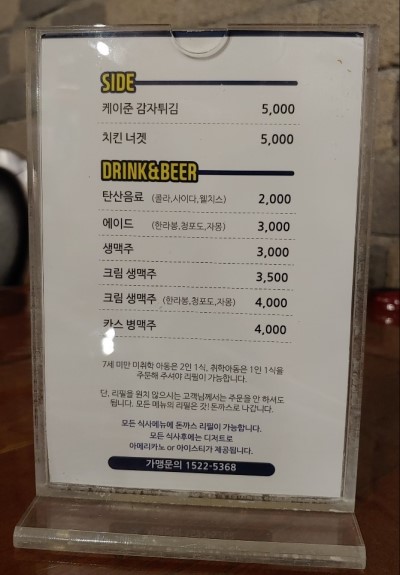 SIDE
케이준 감자튀김 5,000
치킨 너겟 5,000
DRINK&BEER
탄산음료 (콜라,사이다,웰치스) 2,000
에이드 (한라봉,청포도,자몽) 3,000
생맥주 3,000
크림 생맥주 3,500
크림 생맥주 (한라봉,청포도,자몽) 4,000
카스 병맥주 4,000
7세 미만 미취학 아동은 2인 1식, 취학아동은 1인 1식을
주문해 주셔야 리필이 가능합니다.
단, 리필을 원치 않으시는 고객님께서는 주문을 안 하셔도
됩니다. 모든 메뉴의 리필은 갓! 돈까스로 나갑니다.
모든 식사메뉴에 돈까스 리필이 가능합니다.
모든 식사후에는 디저트로
아메리카노 or 아이스티가 제공됩니다.
가맹문의 1522-5368